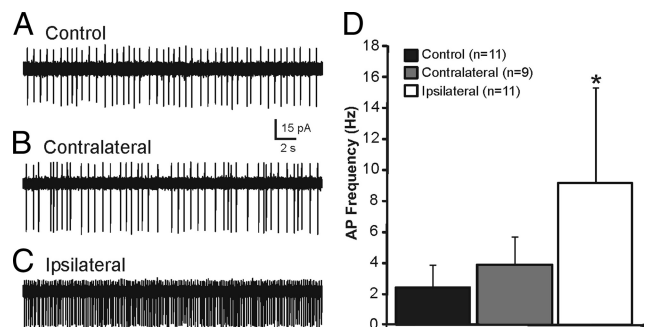 A Control
B Contralateral
15 pA
2 s
C Ipsilateral
D
18
16
14
12
10
8
6
4
2
0
AP Frequency (Hz)
Control (n=11)
Contralateral (n=9)
Ipsilateral (n=11)
*